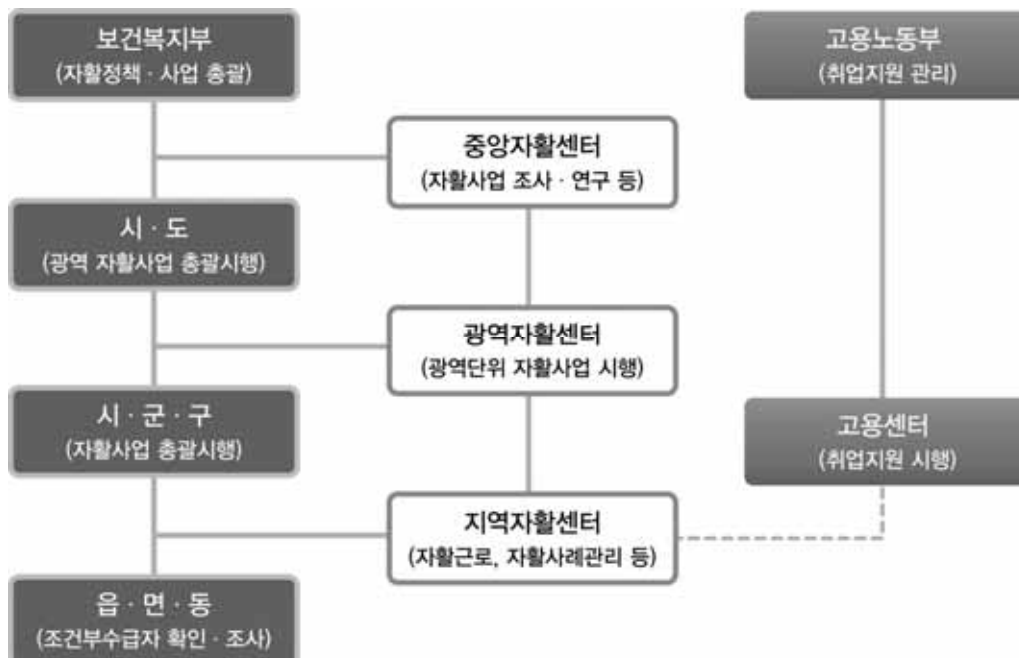 보건복지부
(자활정책 · 사업 총괄)
고용노동부
(취업지원 관리)
중앙자활센터
(자활사업 조사 · 연구 등)
시 · 도
(광역 자활사업 총괄시행)
광역자활센터
(광역단위 자활사업 시행)
시 · 군 · 구
(자활사업 총괄시행)
고용센터
(취업지원 시행)
지역자활센터
(자활근로, 자활사례관리 등)
읍 · 면 · 동
(조건부수급자 확인 · 조사)